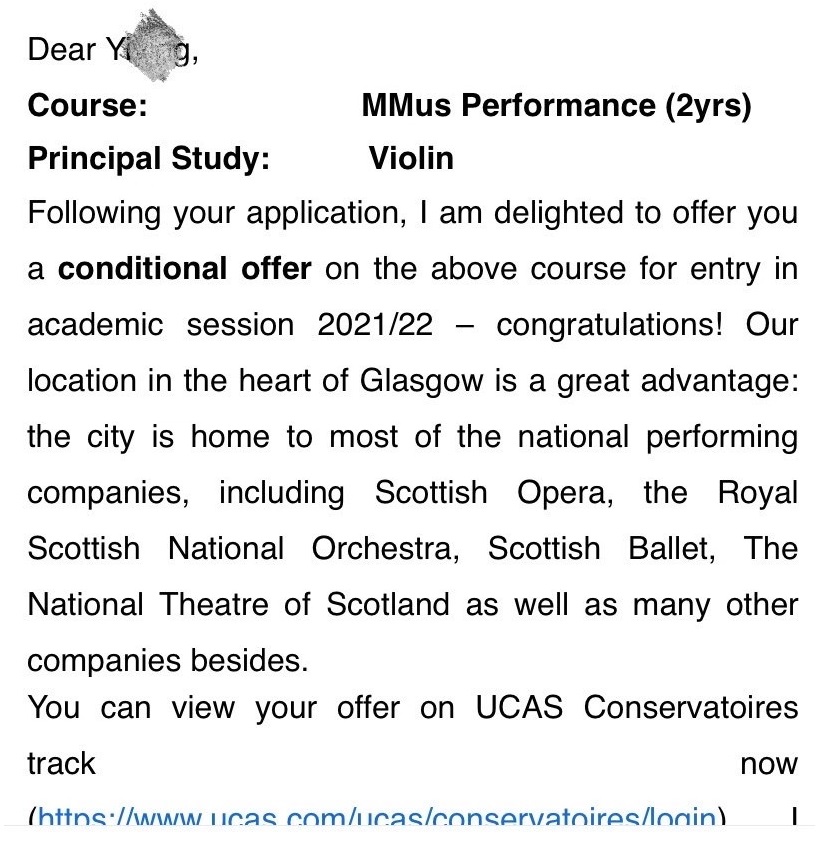 Dear
Course: MMus Performance (2yrs)
Principal Study: Violin
Following your application, I am delighted to offer you
a conditional offer on the above course for entry in
academic session 2021/22 – congratulations! Our
location in the heart of Glasgow is a great advantage:
the city is home to most of the national performing
companies, including Scottish Opera, the Royal
Scottish National Orchestra, Scottish Ballet, The
National Theatre of Scotland as well as many other
companies besides.
You can view your offer on UCAS Conservatoires
track now
(https://www.ucas.com/ucas/conservatoires/login) I